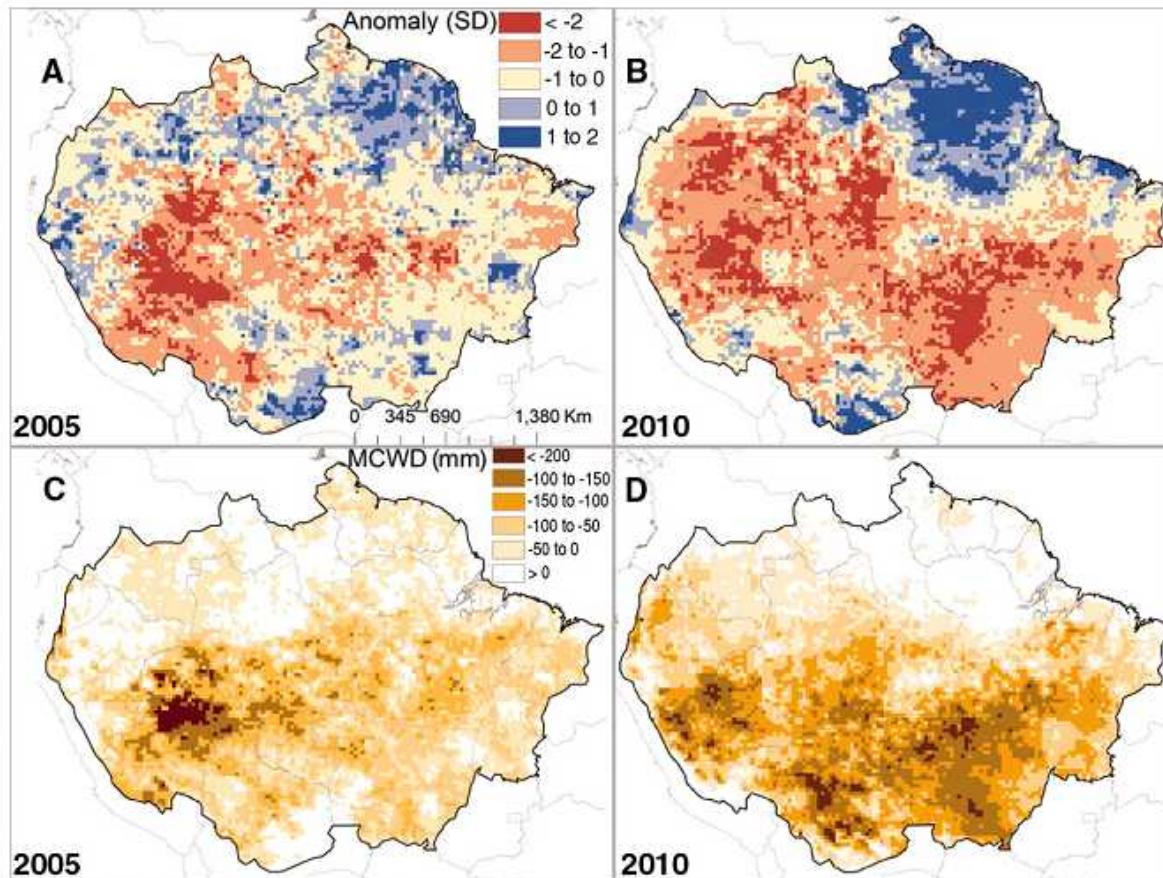 Anomaly (SD)
< -2
-2 to -1
-1 to 0
0 to 1
1 to 2
A
2005
0 345 690 1,380 Km
B
2010
MCWD (mm)
< -200
-100 to -150
-150 to -100
-100 to -50
-50 to 0
> 0
C
2005
D
2010